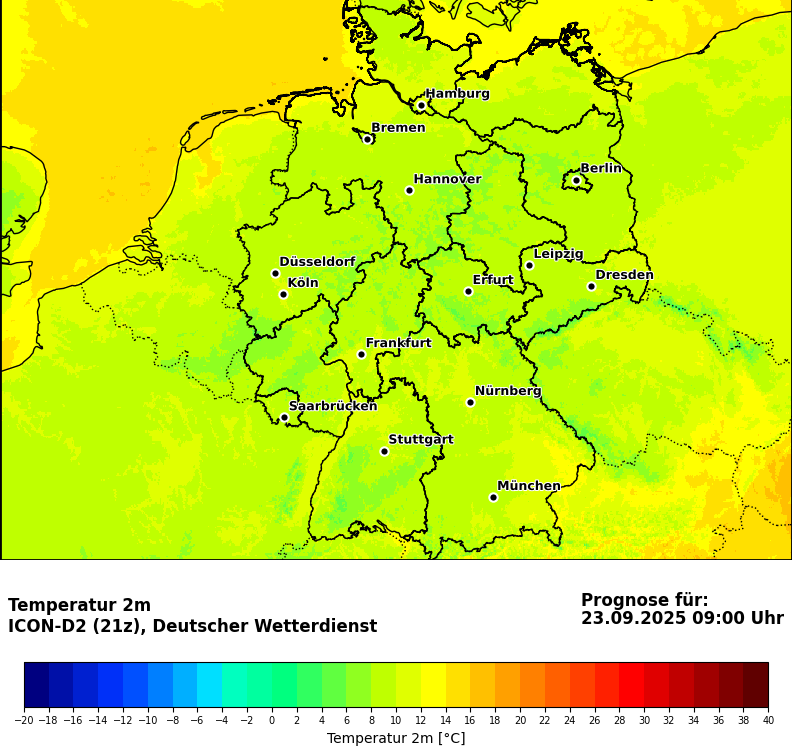 Hamburg
Bremen
Berlin
Hannover
Düsseldorf
Leipzig
Köln
Erfurt
Dresden
Frankfurt
Nürnberg
Saarbrücken
Stuttgart
München
Temperatur 2m
ICON-D2 (21z), Deutscher Wetterdienst
Prognose für:
23.09.2025 09:00 Uhr
−20 −18 −16 −14 −12 −10 −8 −6 −4 −2 0 2 4 6 8 10 12 14 16 18 20 22 24 26 28 30 32 34 36 38 40
Temperatur 2m [°C]